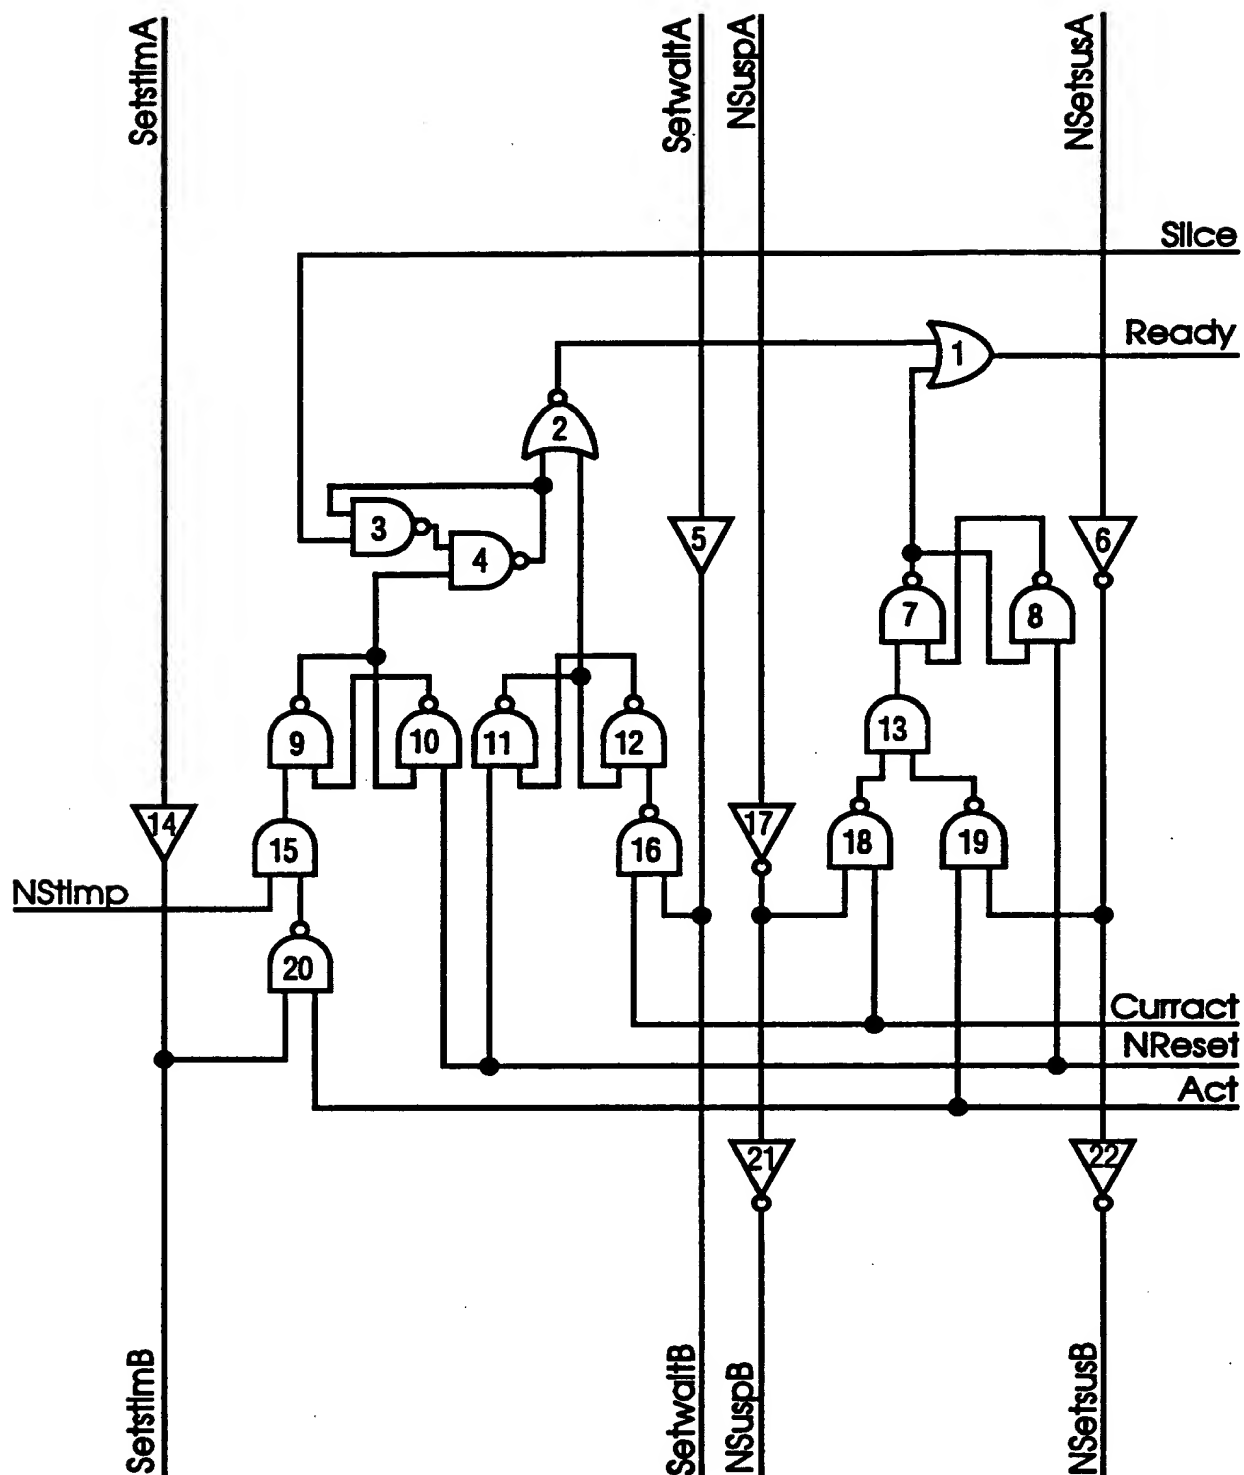 SetstimA
SetwaitA
NSuspA
NSetsusA
Slice
Ready
1
2
3
4
5
6
7
8
9
10
11
12
13
14
15
16
17
18
19
NStimp
20
Curract
NReset
Act
21
22
SetstimB
SetwaitB
NSuspB
NSetsusB